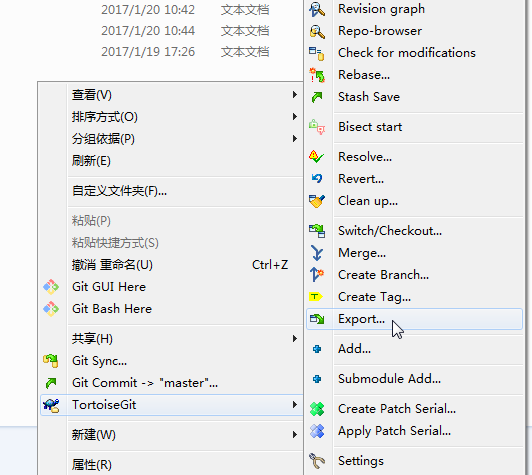 2017/1/20 10:42 文本文档
2017/1/20 10:44 文本文档
2017/1/19 17:26 文本文档
查看(V)
排序方式(O)
分组依据(P)
刷新(E)
自定义文件夹(F)...
粘贴(P)
粘贴快捷方式(S)
撤消 重命名(U) Ctrl+Z
Git GUI Here
Git Bash Here
共享(H)
Git Sync...
Git Commit -> "master"...
TortoiseGit
新建(W)
属性(R)
Revision graph
Repo-browser
Check for modifications
Rebase...
Stash Save
Bisect start
Resolve...
Revert...
Clean up...
Switch/Checkout...
Merge...
Create Branch...
Create Tag...
Export...
Add...
Submodule Add...
Create Patch Serial...
Apply Patch Serial...
Settings